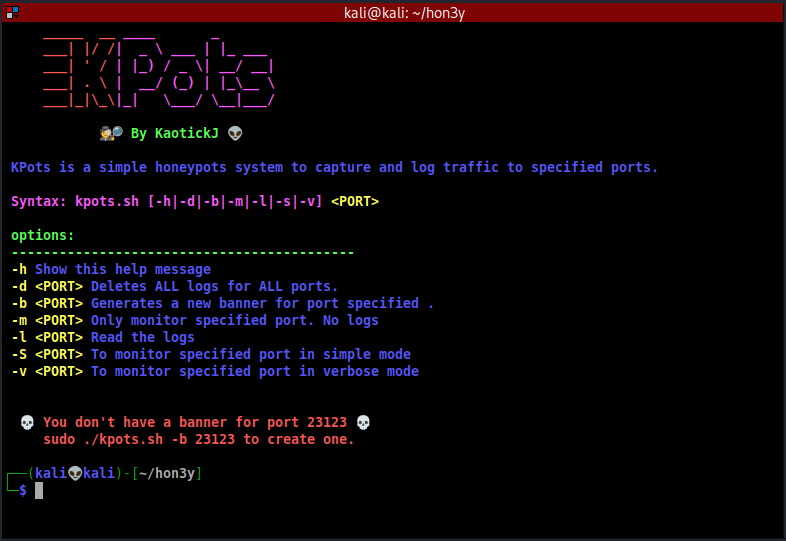 kali@kali: ~/hon3y
KPots
🕵️🔎 By KaotickJ 👽
KPots is a simple honeypots system to capture and log traffic to specified ports.
Syntax: kpots.sh [-h|-d|-b|-m|-l|-s|-v] <PORT>
options:
-------------------------------------------
-h Show this help message
-d <PORT> Deletes ALL logs for ALL ports.
-b <PORT> Generates a new banner for port specified .
-m <PORT> Only monitor specified port. No logs
-l <PORT> Read the logs
-S <PORT> To monitor specified port in simple mode
-v <PORT> To monitor specified port in verbose mode
💀 You don't have a banner for port 23123 💀
sudo ./kpots.sh -b 23123 to create one.
┌──(kali👽kali)-[~/hon3y]
└─$